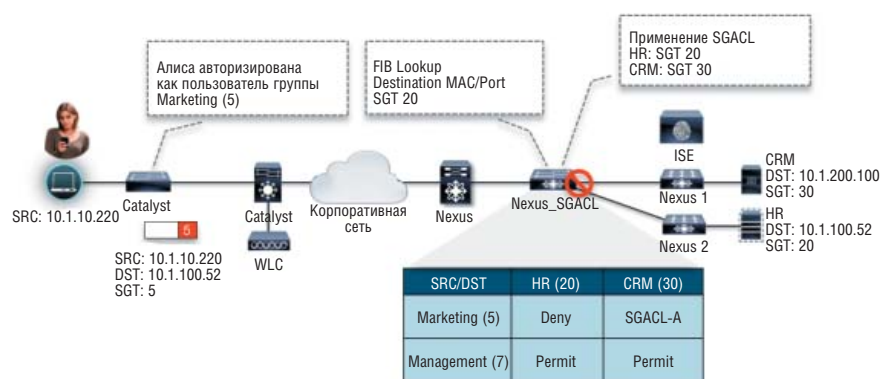 Алиса авторизирована
как пользователь группы
Marketing (5)
FIB Lookup
Destination MAC/Port
SGT 20
Применение SGACL
HR: SGT 20
CRM: SGT 30
SRC: 10.1.10.220
Catalyst
5
SRC: 10.1.10.220
DST: 10.1.100.52
SGT: 5
Catalyst
WLC
Корпоративная
сеть
Nexus
Nexus_SGACL
ISE
Nexus 1
CRM
DST: 10.1.200.100
SGT: 30
Nexus 2
HR
DST: 10.1.100.52
SGT: 20
SRC/DST HR (20) CRM (30)
Marketing (5) Deny SGACL-A
Management (7) Permit Permit